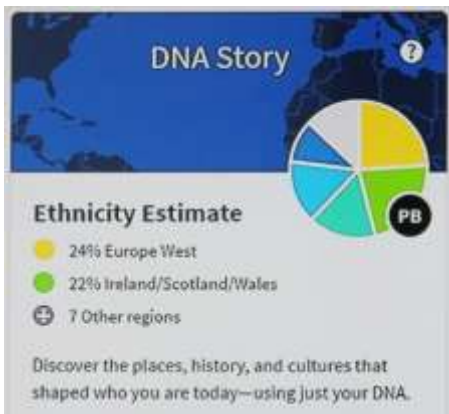 DNA Story
?
PB
Ethnicity Estimate
24% Europe West
22% Ireland/Scotland/Wales
7 Other regions
Discover the places, history, and cultures that
shaped who you are today—using just your DNA.